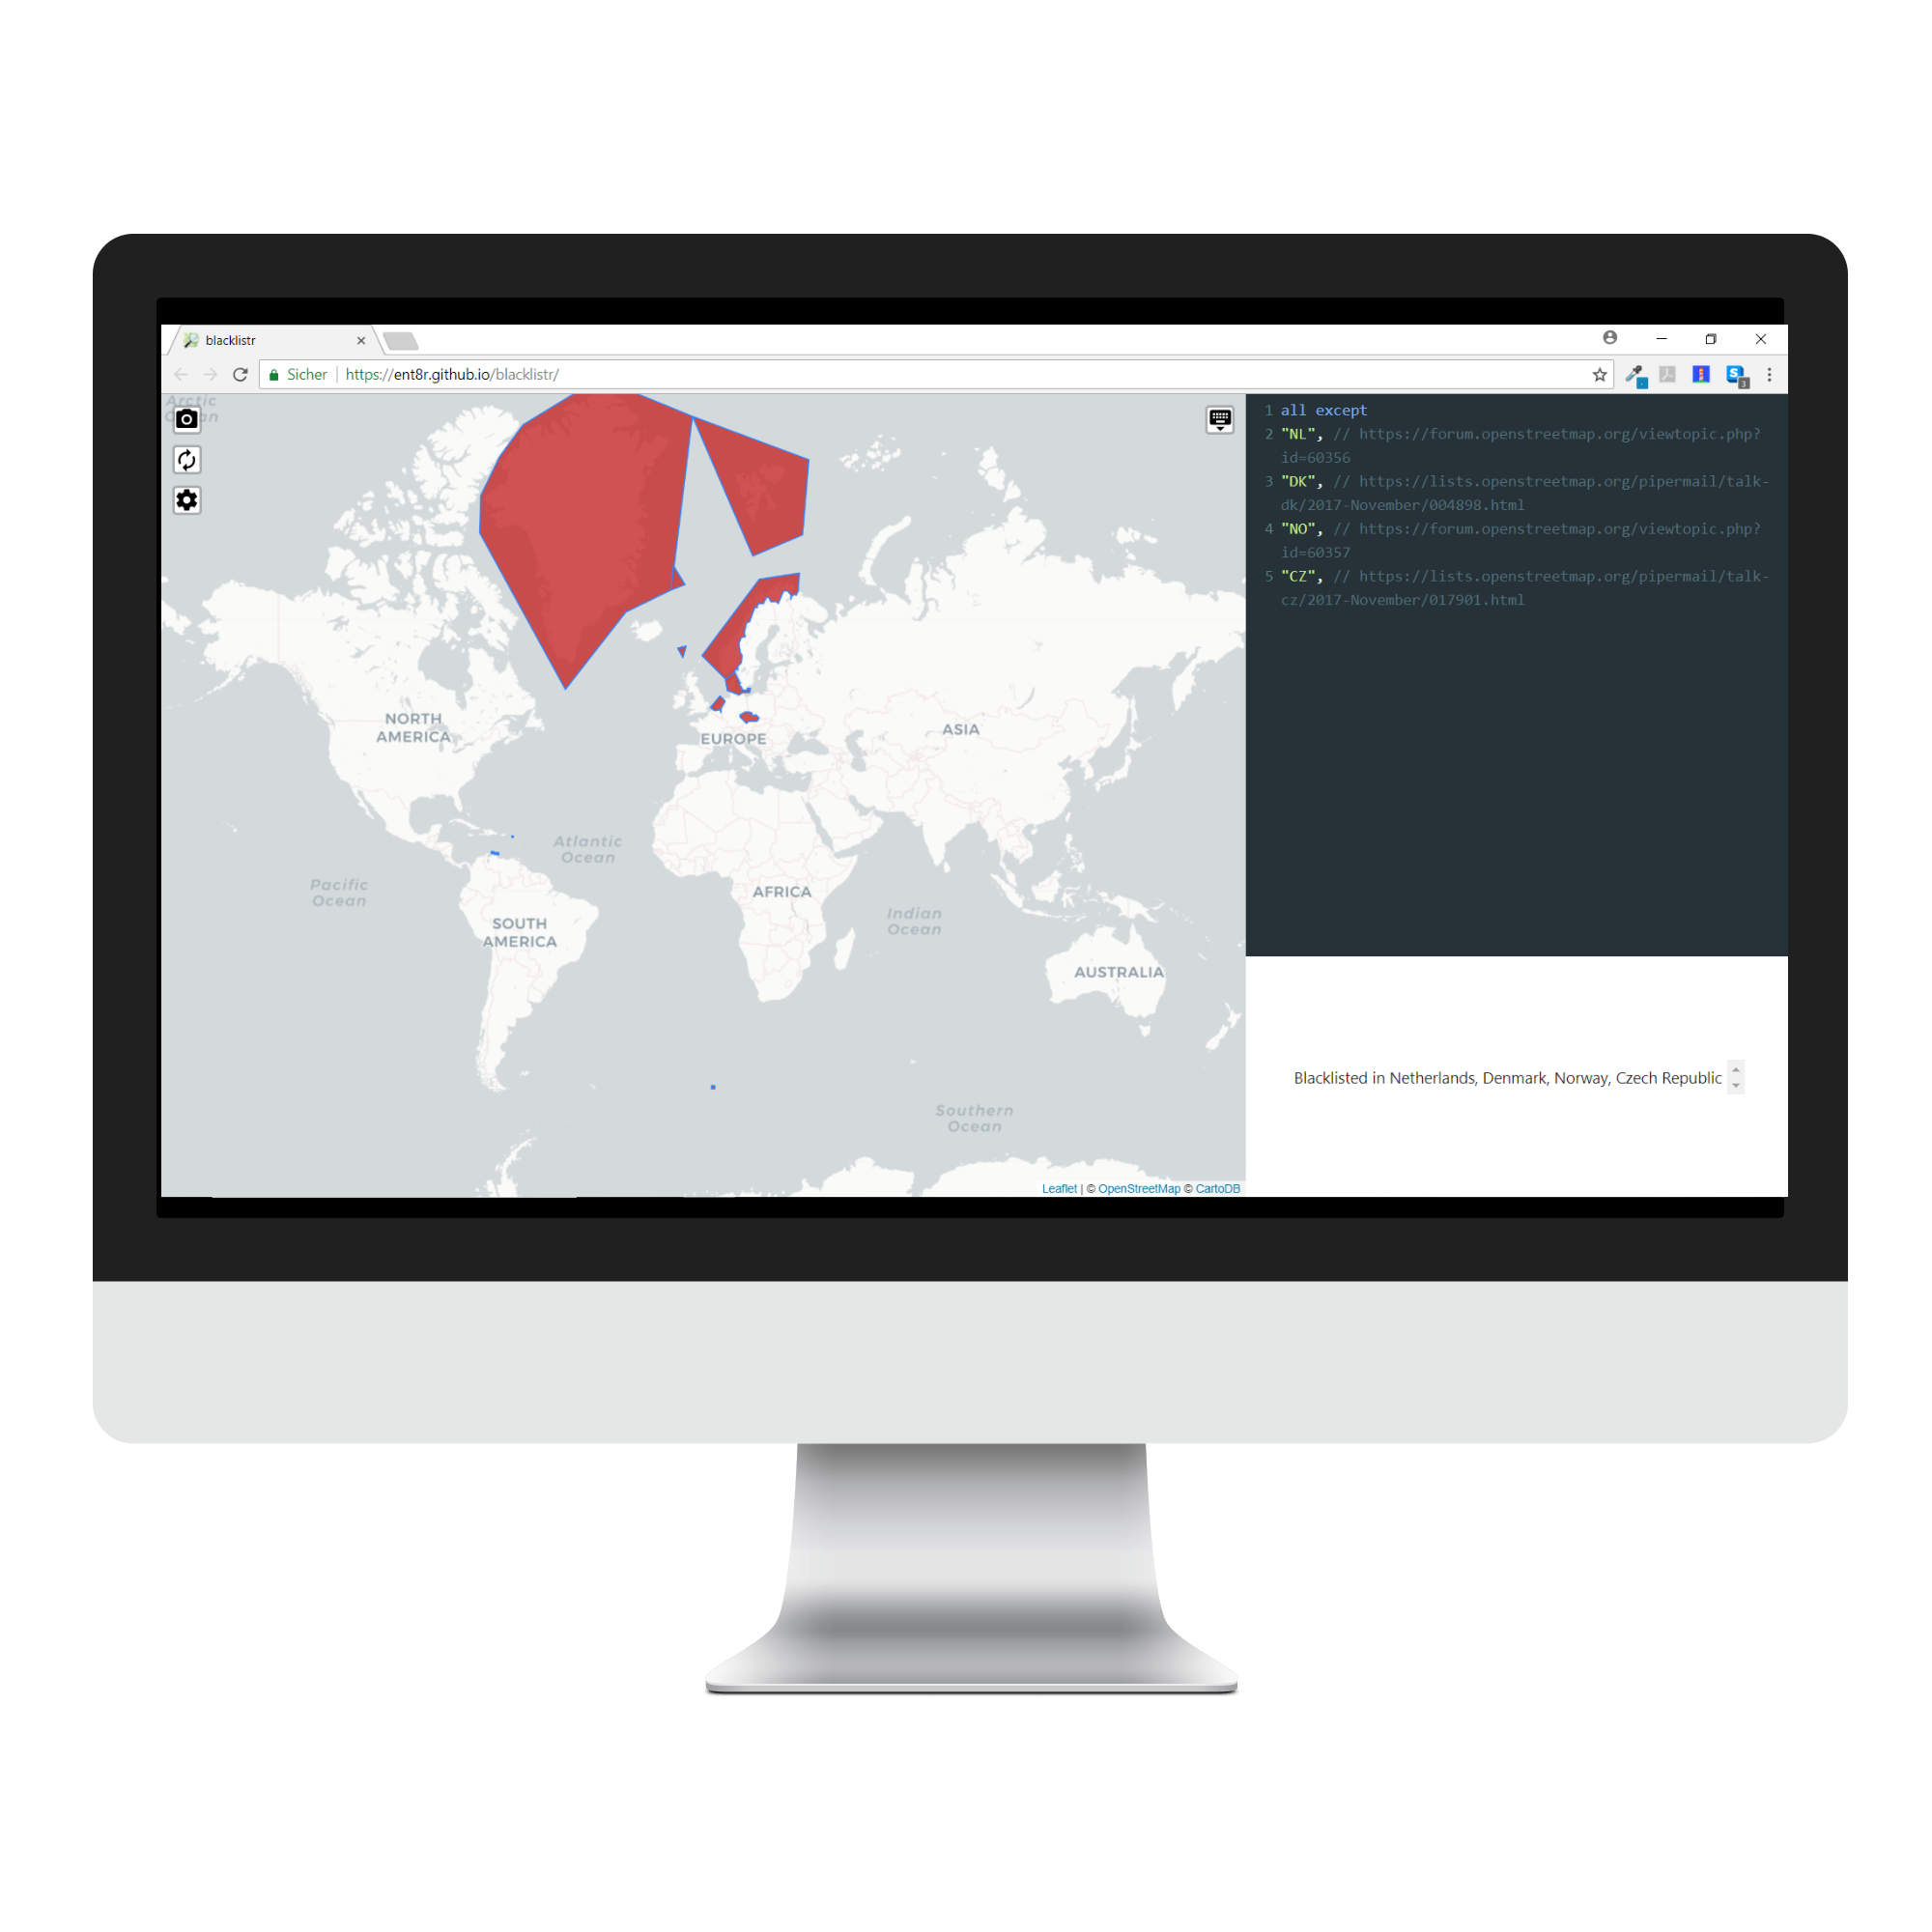 blacklistr
Sicher | https://ent8r.github.io/blacklistr/
Arctic
Ocean
NORTH
AMERICA
EUROPE
ASIA
Atlantic
Ocean
Pacific
Ocean
AFRICA
SOUTH
AMERICA
Indian
Ocean
AUSTRALIA
Southern
Ocean
Leaflet | © OpenStreetMap © CartoDB
1 all except
2 "NL", // https://forum.openstreetmap.org/viewtopic.php?
id=60356
3 "DK", // https://lists.openstreetmap.org/pipermail/talk-
dk/2017-November/004898.html
4 "NO", // https://forum.openstreetmap.org/viewtopic.php?
id=60357
5 "CZ", // https://lists.openstreetmap.org/pipermail/talk-
cz/2017-November/017901.html
Blacklisted in Netherlands, Denmark, Norway, Czech Republic